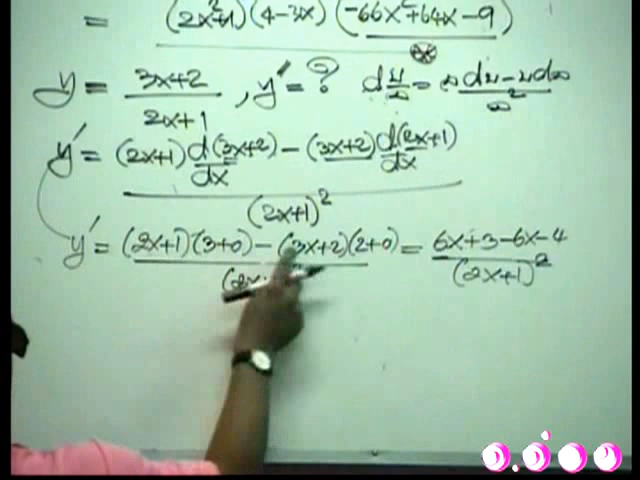 = (2x²+1)(4-3x)(-66x²+64x-9)
y = 3x+2 / 2x+1 , y' = ? d u/v = v du - u dv / v²
y' = (2x+1) d(3x+2)/dx - (3x+2) d(2x+1)/dx / (2x+1)²
y' = (2x+1)(3+0) - (3x+2)(2+0) / (2x = 6x+3-6x-4 / (2x+1)²